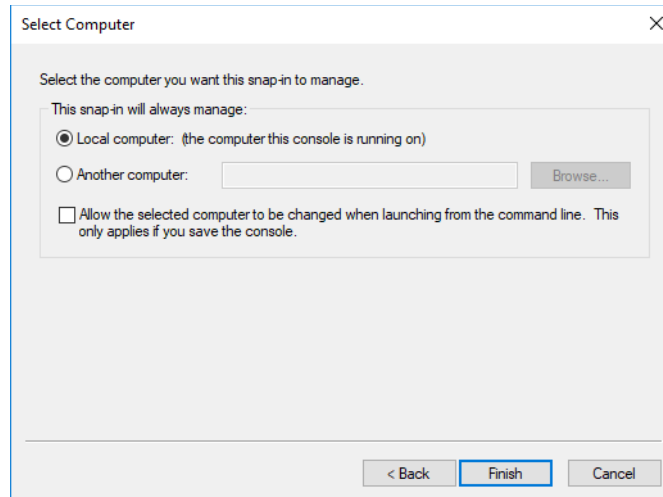 Select Computer
Select the computer you want this snap-in to manage.
This snap-in will always manage:
Local computer: (the computer this console is running on)
Another computer:
Browse...
Allow the selected computer to be changed when launching from the command line. This
only applies if you save the console.
< Back
Finish
Cancel